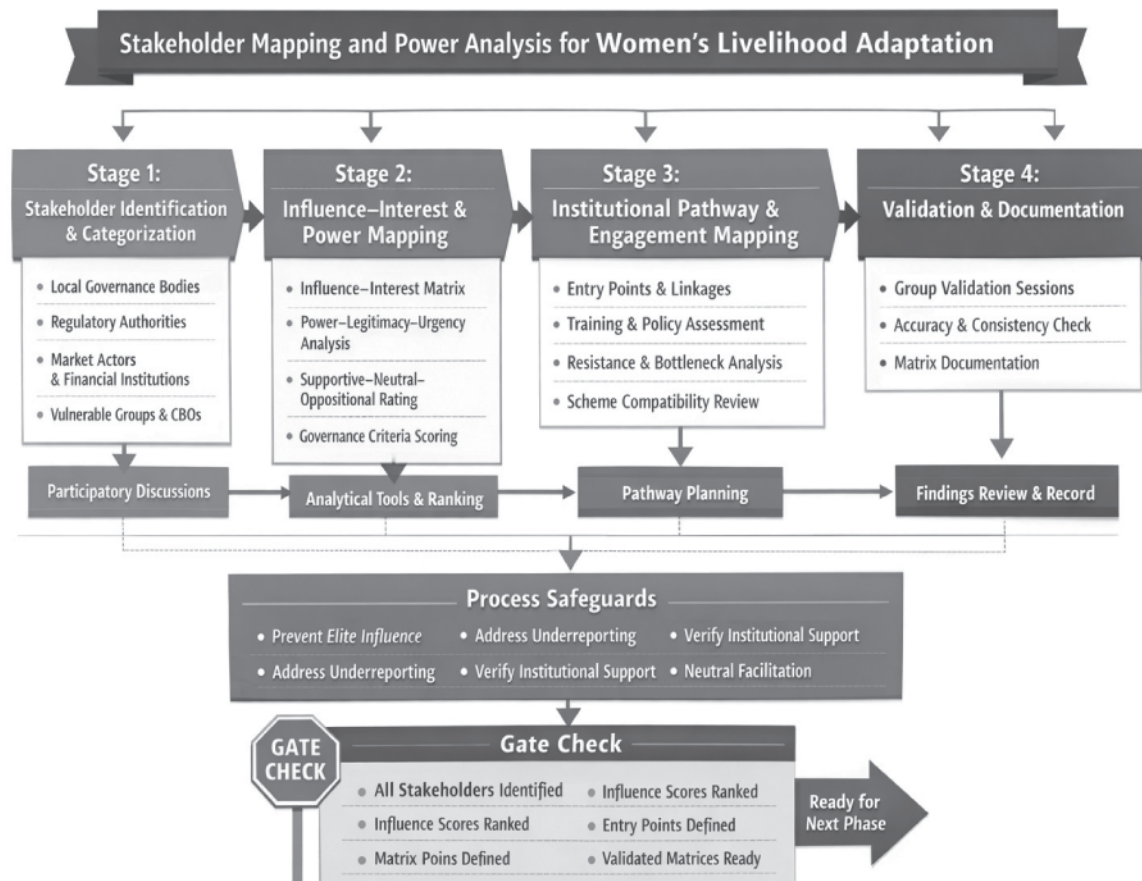 Stakeholder Mapping and Power Analysis for Women's Livelihood Adaptation
Stage 1:
Stakeholder Identification
& Categorization
• Local Governance Bodies
• Regulatory Authorities
• Market Actors
& Financial Institutions
• Vulnerable Groups & CBOs
Participatory Discussions
Stage 2:
Influence–Interest &
Power Mapping
• Influence–Interest Matrix
• Power–Legitimacy–Urgency
Analysis
• Supportive–Neutral–
Oppositional Rating
• Governance Criteria Scoring
Analytical Tools & Ranking
Stage 3:
Institutional Pathway &
Engagement Mapping
• Entry Points & Linkages
• Training & Policy Assessment
• Resistance & Bottleneck Analysis
• Scheme Compatibility Review
Pathway Planning
Stage 4:
Validation & Documentation
• Group Validation Sessions
• Accuracy & Consistency Check
• Matrix Documentation
Findings Review & Record
Process Safeguards
• Prevent Elite Influence • Address Underreporting • Verify Institutional Support
• Address Underreporting • Verify Institutional Support • Neutral Facilitation
GATE
CHECK
Gate Check
• All Stakeholders Identified • Influence Scores Ranked
• Influence Scores Ranked • Entry Points Defined
• Matrix Poins Defined • Validated Matrices Ready
Ready for
Next Phase